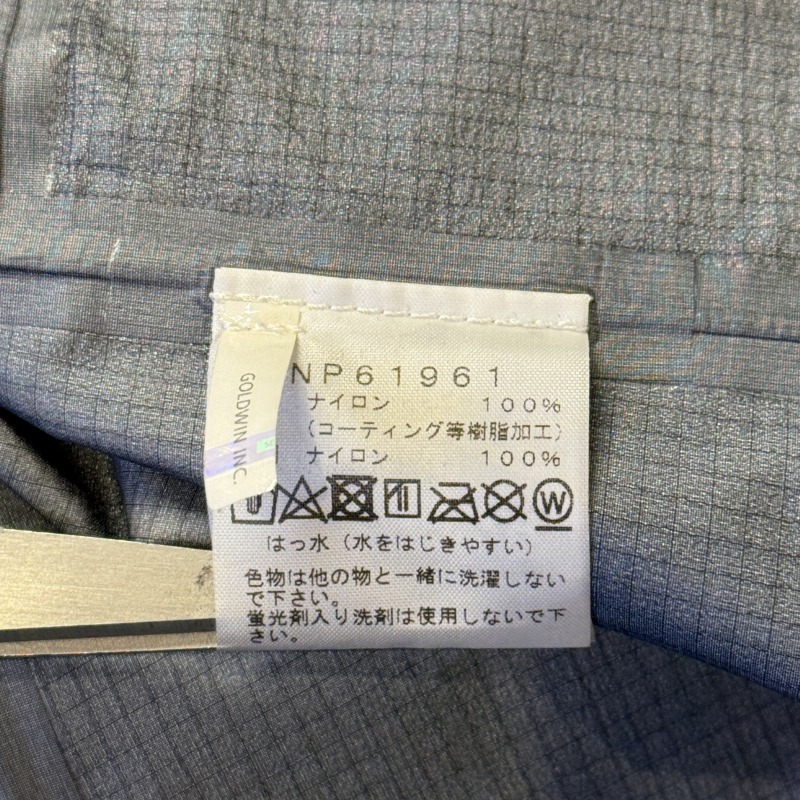 NP61961
ナイロン 100%
(コーティング等樹脂加工)
ナイロン 100%
GOLDWIN INC.
W
はっ水(水をはじきやすい)
色物は他の物と一緒に洗濯しない
で下さい。
蛍光剤入り洗剤は使用しないで下
さい。